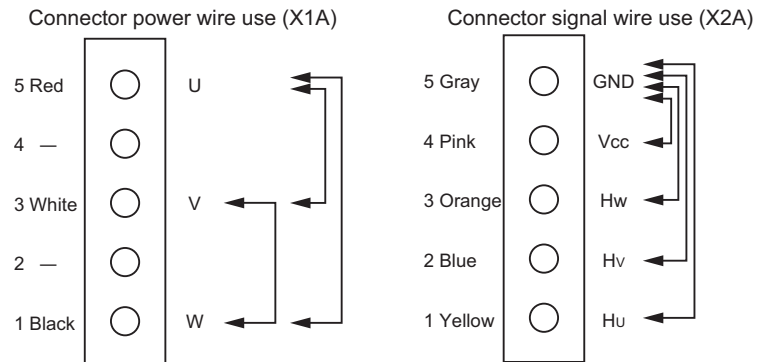 Connector power wire use (X1A)
5 Red U
4 —
3 White V
2 —
1 Black W
Connector signal wire use (X2A)
5 Gray GND
4 Pink Vcc
3 Orange Hw
2 Blue Hv
1 Yellow Hu